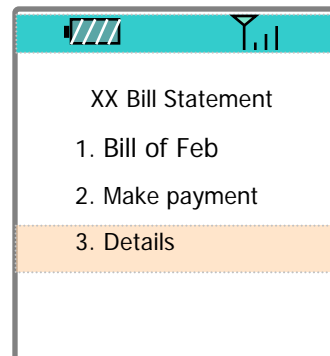 XX Bill Statement
1. Bill of Feb
2. Make payment
3. Details